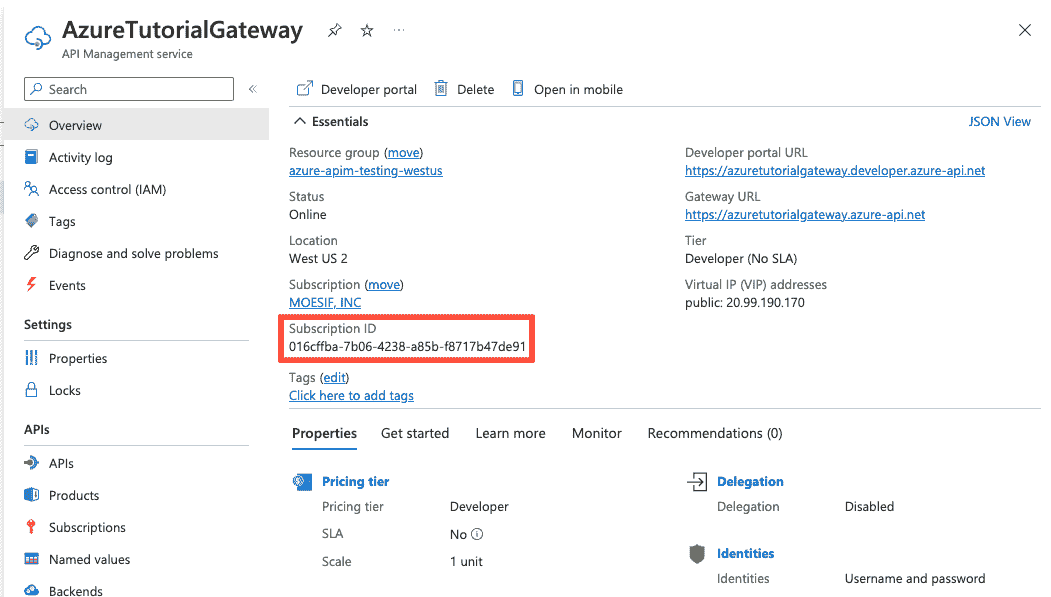 AzureTutorialGateway
API Management service
Search
«
Developer portal
Delete
Open in mobile
Overview
Activity log
Access control (IAM)
Tags
Diagnose and solve problems
Events
Settings
Properties
Locks
APIs
APIs
Products
Subscriptions
Named values
Backends
Essentials
JSON View
Resource group (move)
azure-apim-testing-westus
Status
Online
Location
West US 2
Subscription (move)
MOESIF, INC
Subscription ID
016cffba-7b06-4238-a85b-f8717b47de91
Tags (edit)
Click here to add tags
Developer portal URL
https://azuretutorialgateway.developer.azure-api.net
Gateway URL
https://azuretutorialgateway.azure-api.net
Tier
Developer (No SLA)
Virtual IP (VIP) addresses
public: 20.99.190.170
Properties Get started Learn more Monitor Recommendations (0)
Pricing tier
Pricing tier Developer
SLA No
Scale 1 unit
Delegation
Delegation Disabled
Identities
Identities Username and password